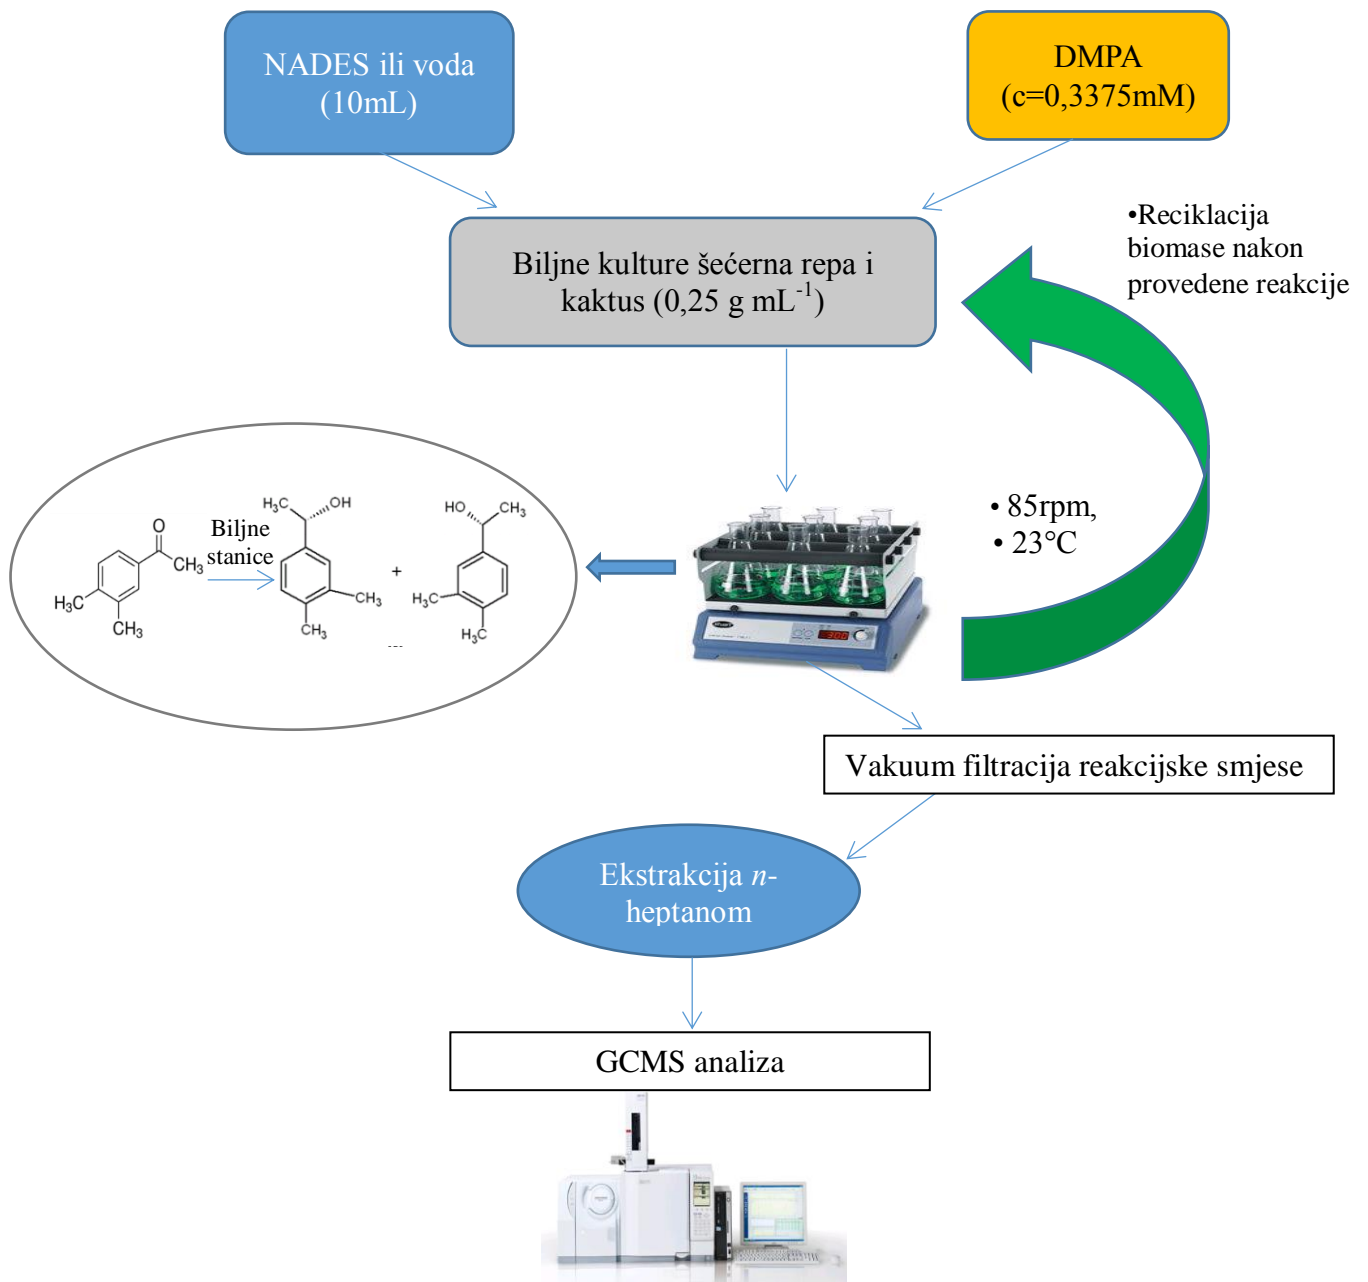 NADES ili voda
(10mL)
DMPA
(c=0,3375mM)
•Reciklacija
biomase nakon
provedene reakcije
Biljne kulture šećerna repa i
kaktus (0,25 g mL⁻¹)
• 85rpm,
• 23°C
O
CH₃
H₃C
CH₃
Biljne
stanice
H₃C
OH
CH₃
CH₃
+
HO
CH₃
H₃C
H₃C
300
Vakuum filtracija reakcijske smjese
Ekstrakcija n-
heptanom
GCMS analiza